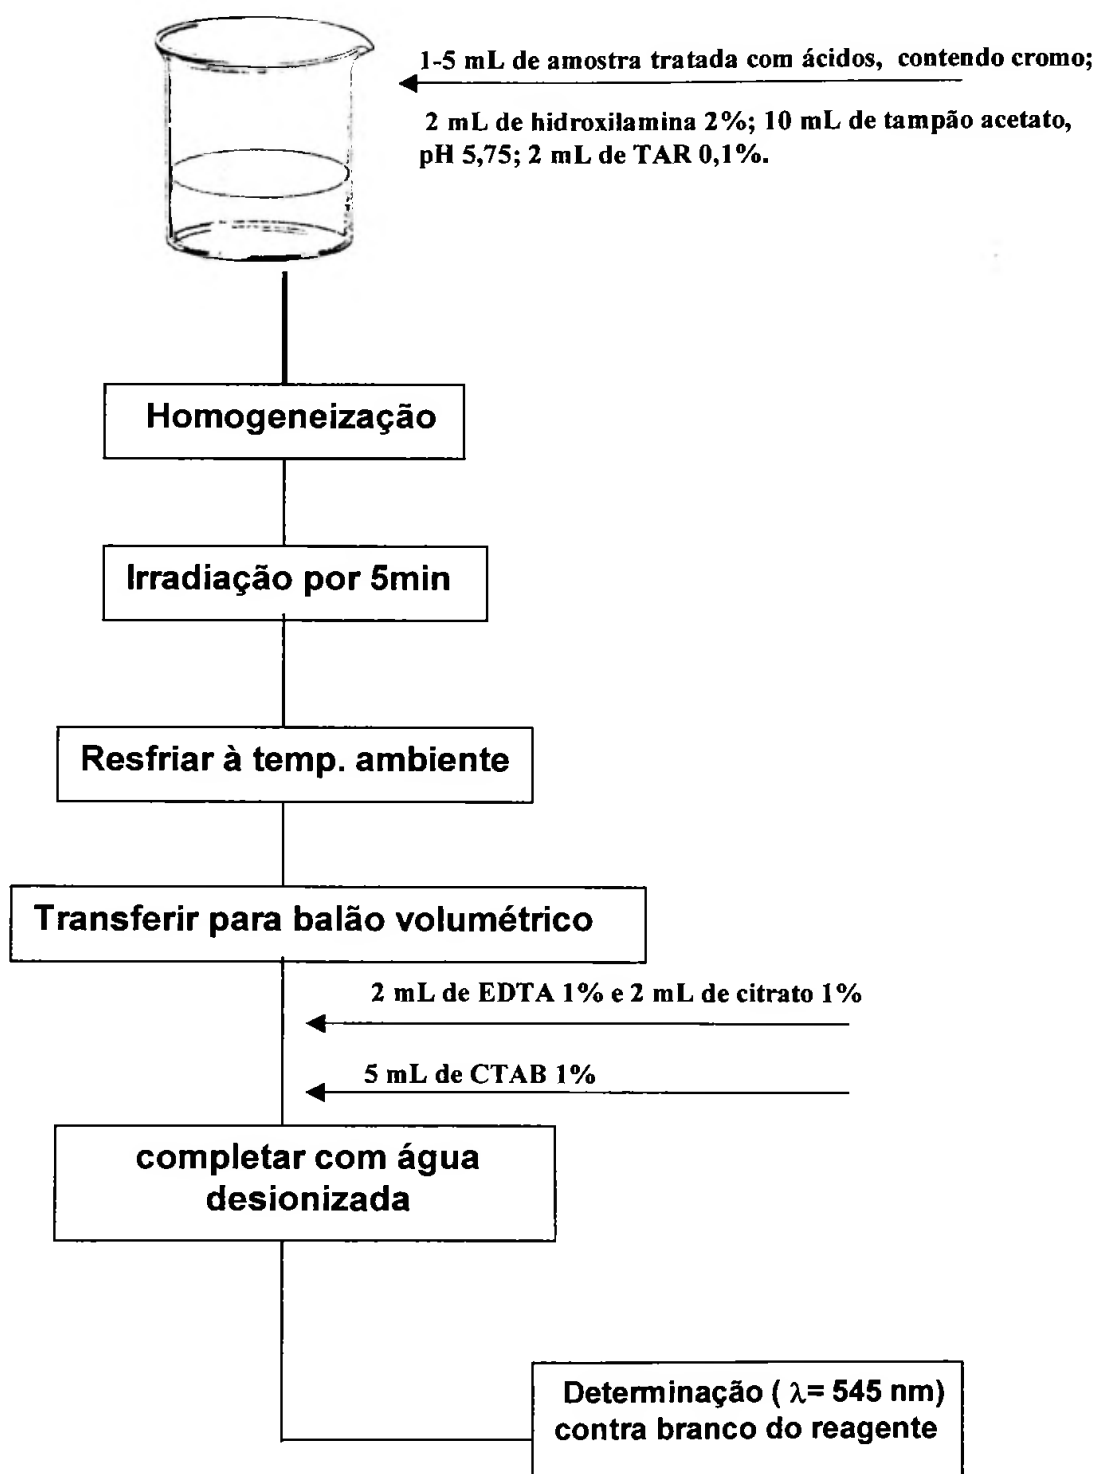 1-5 mL de amostra tratada com ácidos, contendo cromo;
2 mL de hidroxilamina 2%; 10 mL de tampão acetato,
pH 5,75; 2 mL de TAR 0,1%.
Homogeneização
Irradiação por 5min
Resfriar à temp. ambiente
Transferir para balão volumétrico
2 mL de EDTA 1% e 2 mL de citrato 1%
5 mL de CTAB 1%
completar com água
desionizada
Determinação ( λ= 545 nm)
contra branco do reagente